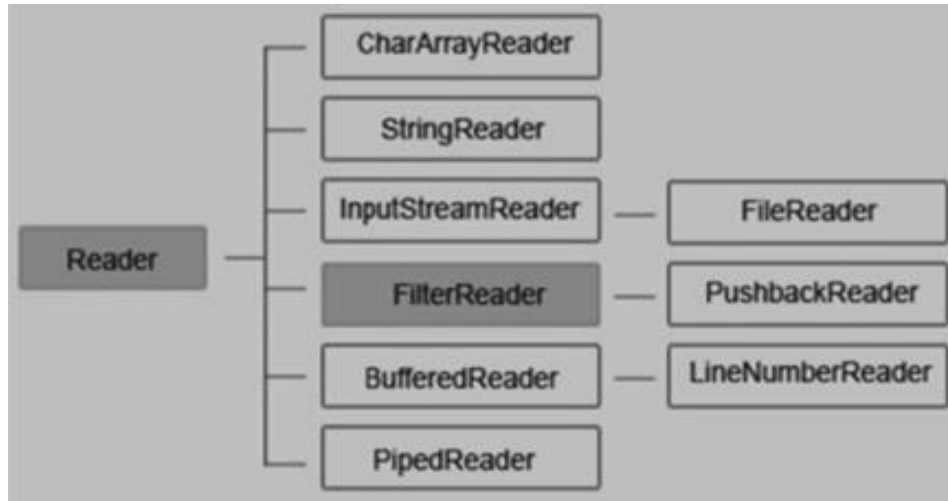 CharArrayReader
StringReader
InputStreamReader
FileReader
Reader
FilterReader
PushbackReader
BufferedReader
LineNumberReader
PipedReader